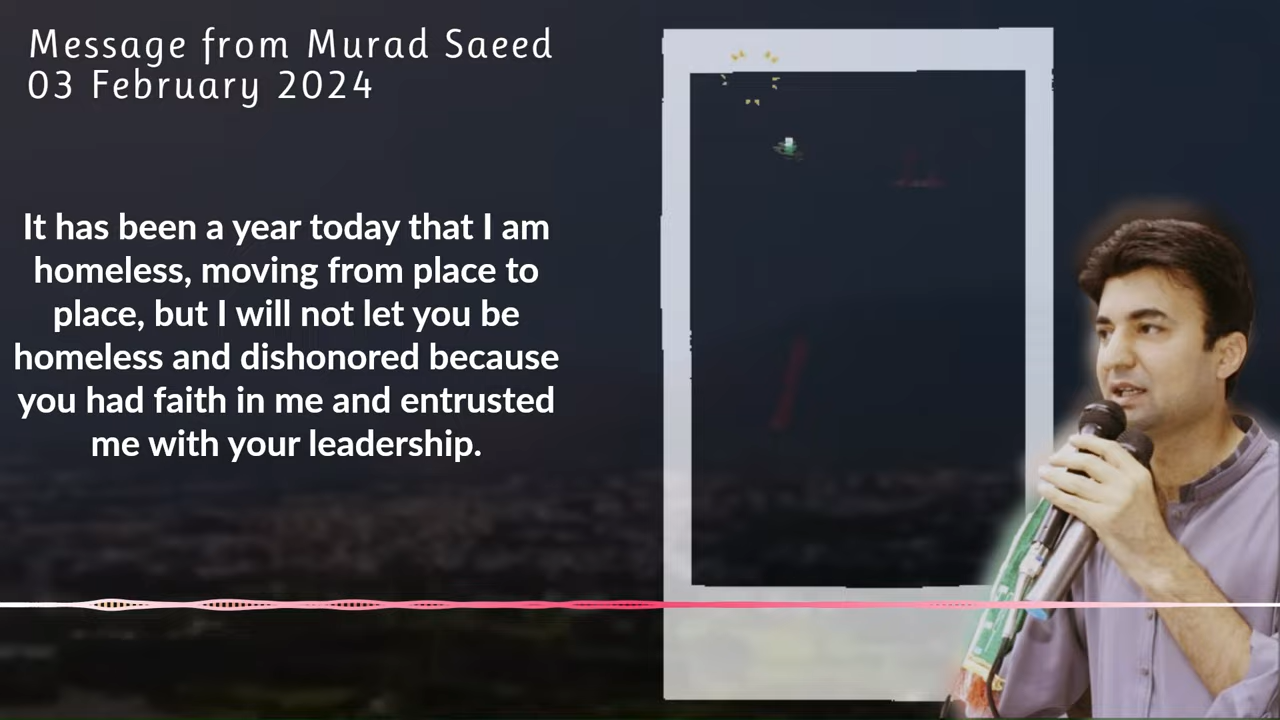 Message from Murad Saeed
03 February 2024
It has been a year today that I am
homeless, moving from place to
place, but I will not let you be
homeless and dishonored because
you had faith in me and entrusted
me with your leadership.